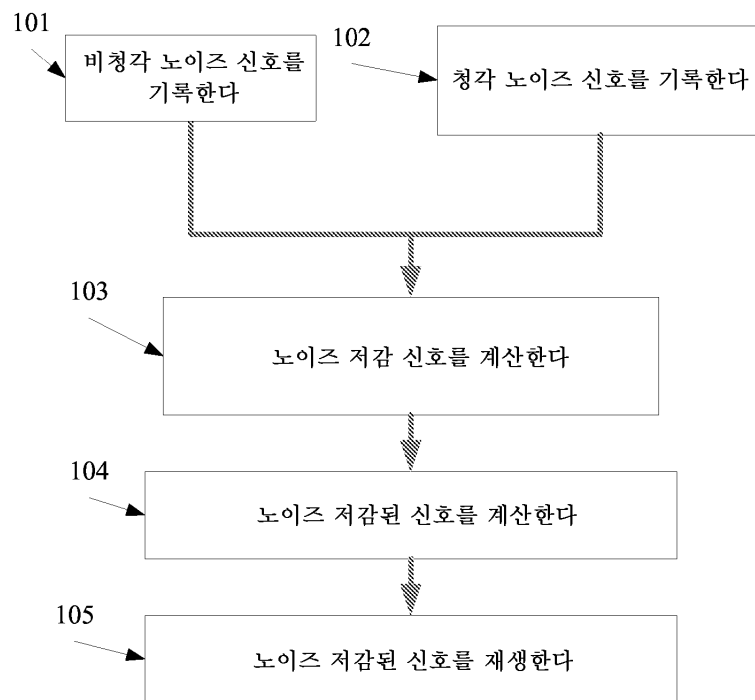 101
비청각 노이즈 신호를
기록한다
102
청각 노이즈 신호를 기록한다
103
노이즈 저감 신호를 계산한다
104
노이즈 저감된 신호를 계산한다
105
노이즈 저감된 신호를 재생한다